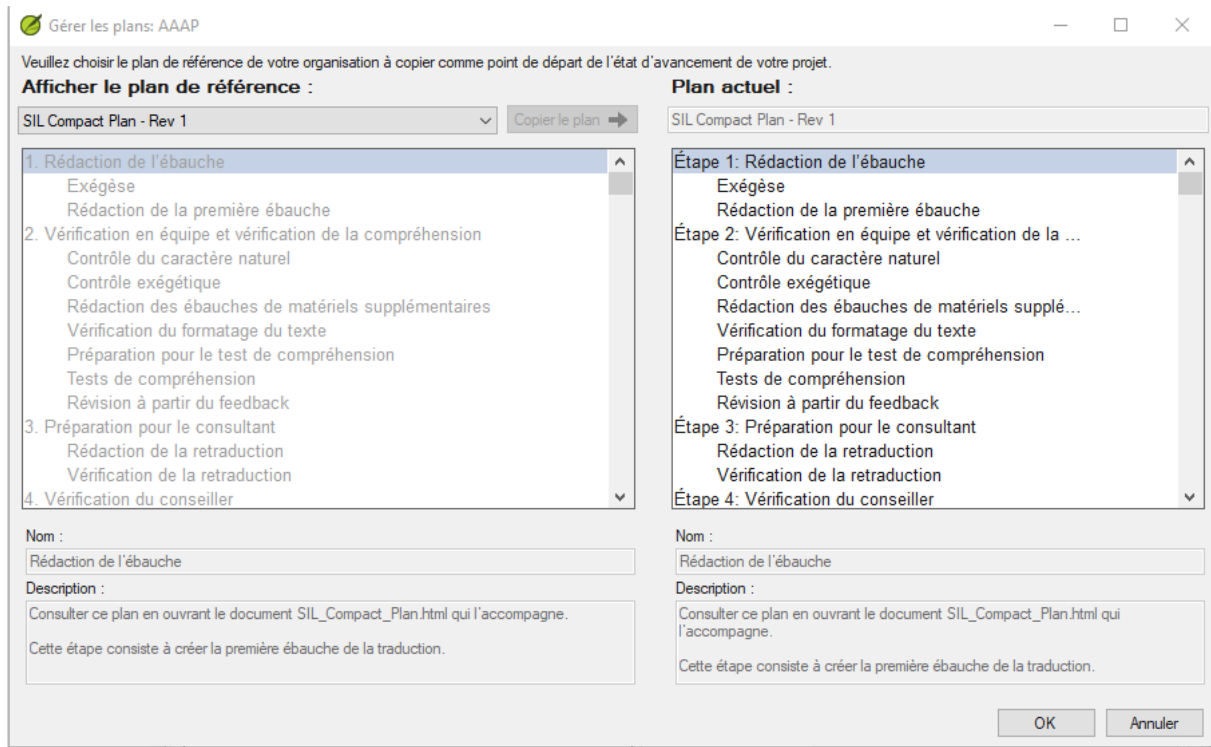 Gérer les plans: AAAP
Veuillez choisir le plan de référence de votre organisation à copier comme point de départ de l'état d'avancement de votre projet.
Afficher le plan de référence :
SIL Compact Plan - Rev 1
Copier le plan
1. Rédaction de l'ébauche
Exégèse
Rédaction de la première ébauche
2. Vérification en équipe et vérification de la compréhension
Contrôle du caractère naturel
Contrôle exégétique
Rédaction des ébauches de matériels supplémentaires
Vérification du formatage du texte
Préparation pour le test de compréhension
Tests de compréhension
Révision à partir du feedback
3. Préparation pour le consultant
Rédaction de la retraduction
Vérification de la retraduction
4. Vérification du conseiller
Nom :
Rédaction de l'ébauche
Description :
Consulter ce plan en ouvrant le document SIL_Compact_Plan.html qui l'accompagne.
Cette étape consiste à créer la première ébauche de la traduction.
Plan actuel :
SIL Compact Plan - Rev 1
Étape 1: Rédaction de l'ébauche
Exégèse
Rédaction de la première ébauche
Étape 2: Vérification en équipe et vérification de la ...
Contrôle du caractère naturel
Contrôle exégétique
Rédaction des ébauches de matériels supplé...
Vérification du formatage du texte
Préparation pour le test de compréhension
Tests de compréhension
Révision à partir du feedback
Étape 3: Préparation pour le consultant
Rédaction de la retraduction
Vérification de la retraduction
Étape 4: Vérification du conseiller
Nom :
Rédaction de l'ébauche
Description :
Consulter ce plan en ouvrant le document SIL_Compact_Plan.html qui
l'accompagne.
Cette étape consiste à créer la première ébauche de la traduction.
OK
Annuler